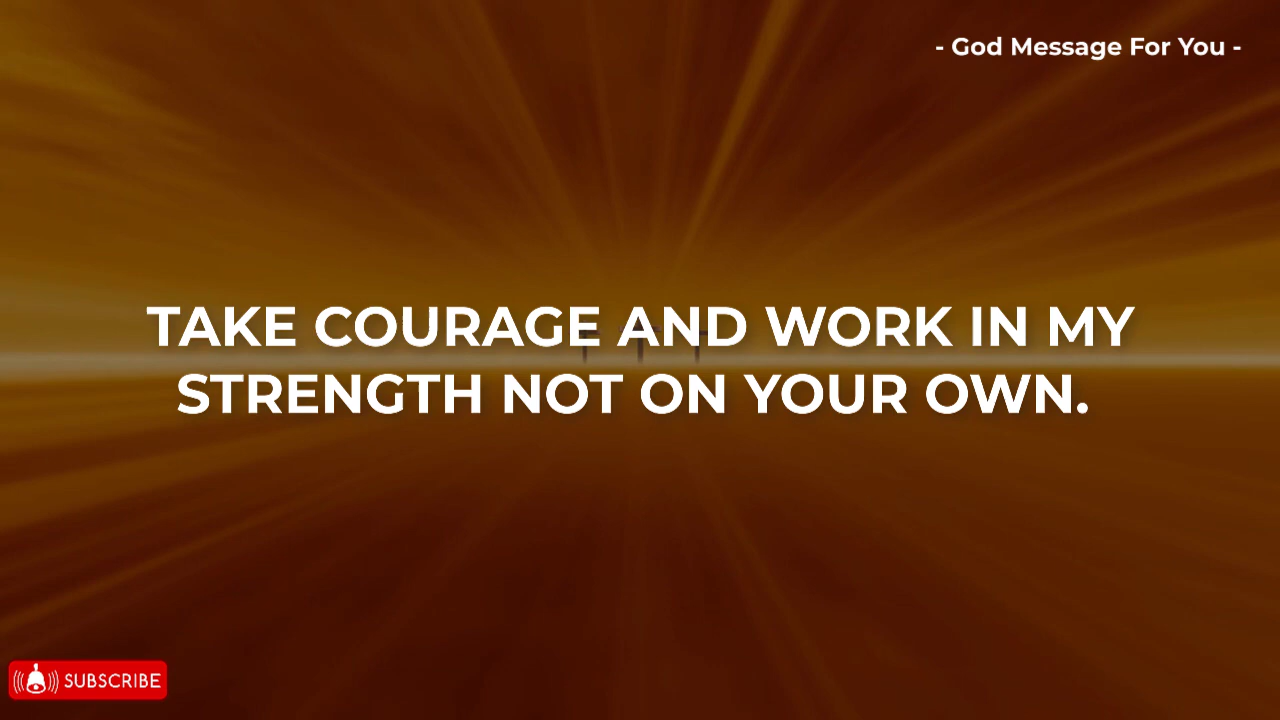 - God Message For You -
TAKE COURAGE AND WORK IN MY
STRENGTH NOT ON YOUR OWN.
SUBSCRIBE